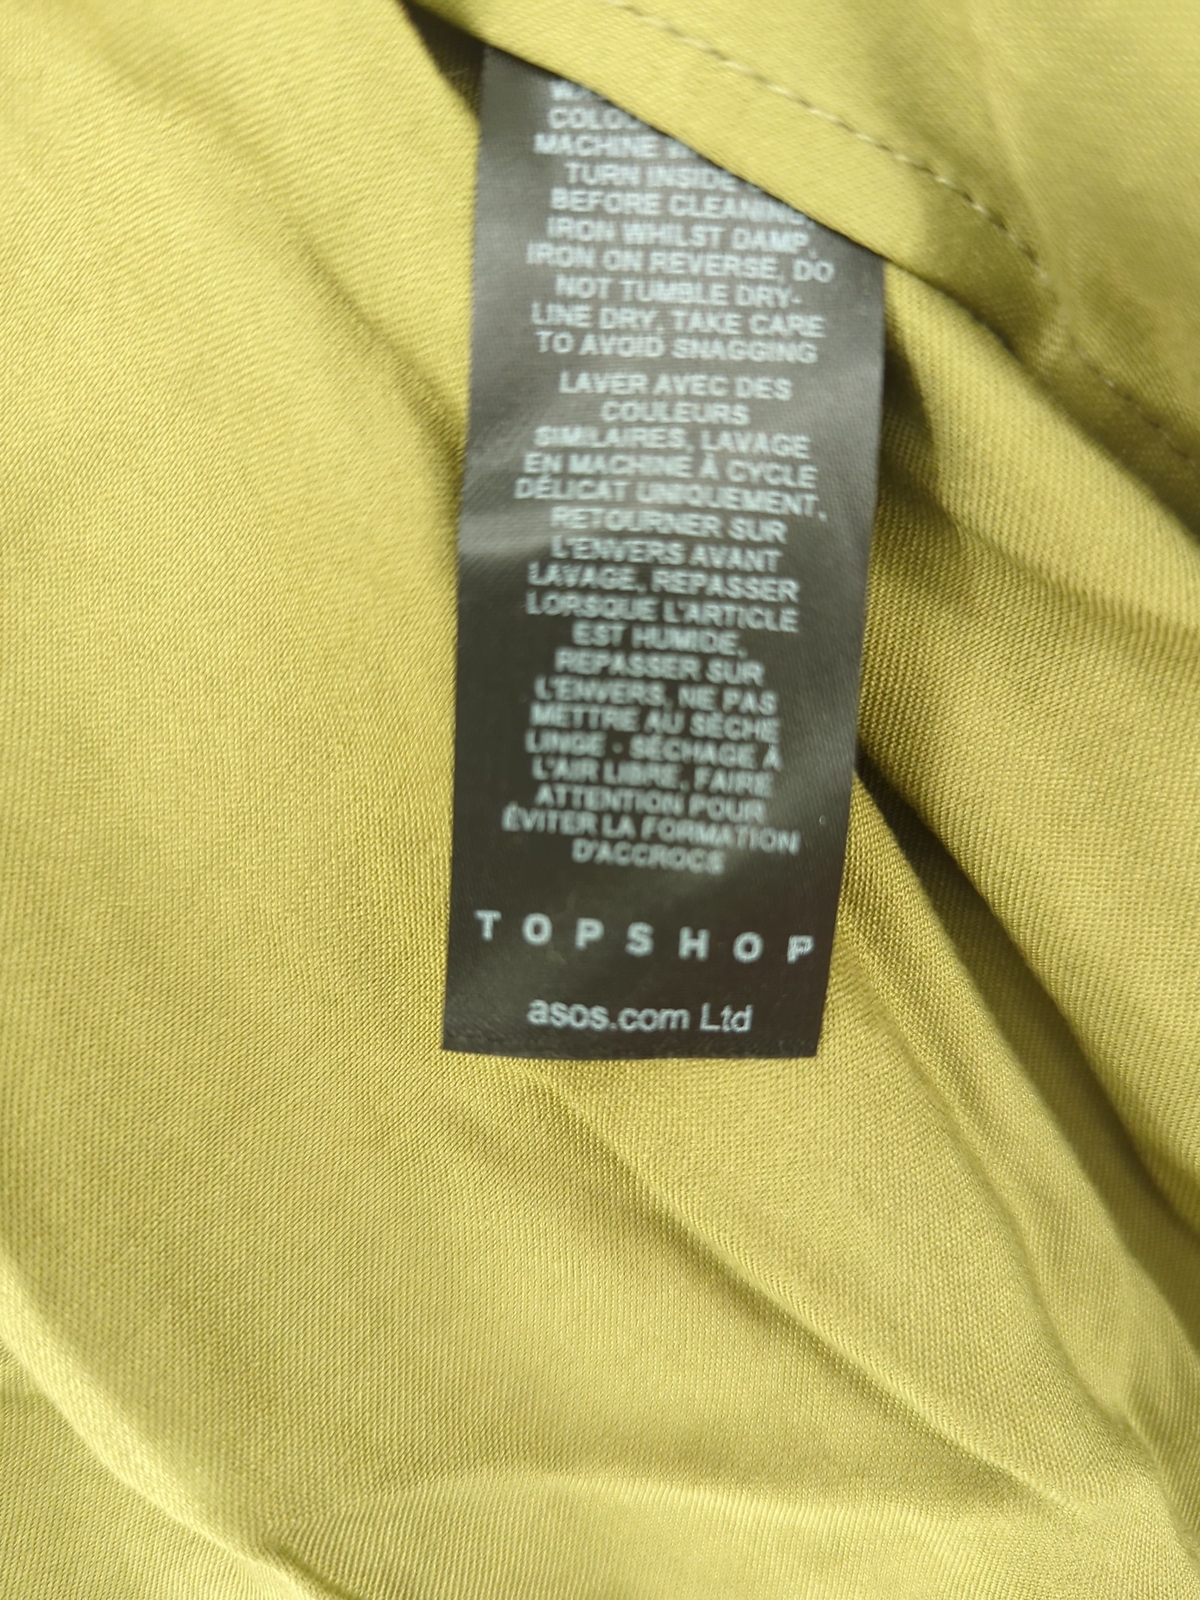 MACHINE
TURN INSIDE
BEFORE CLEANING,
IRON WHILST DAMP,
IRON ON REVERSE, DO
NOT TUMBLE DRY-
LINE DRY, TAKE CARE
TO AVOID SNAGGING
LAVER AVEC DES
COULEURS
SIMILAIRES, LAVAGE
EN MACHINE À CYCLE
DÉLICAT UNIQUEMENT,
RETOURNER SUR
L'ENVERS AVANT
LAVAGE, REPASSER
LORSQUE L'ARTICLE
EST HUMIDE,
REPASSER SUR
L'ENVERS, NE PAS
METTRE AU SÈCHE
LINGE - SÉCHAGE À
L'AIR LIBRE, FAIRE
ATTENTION POUR
ÉVITER LA FORMATION
D'ACCROCS
TOPSHOP
asos.com Ltd